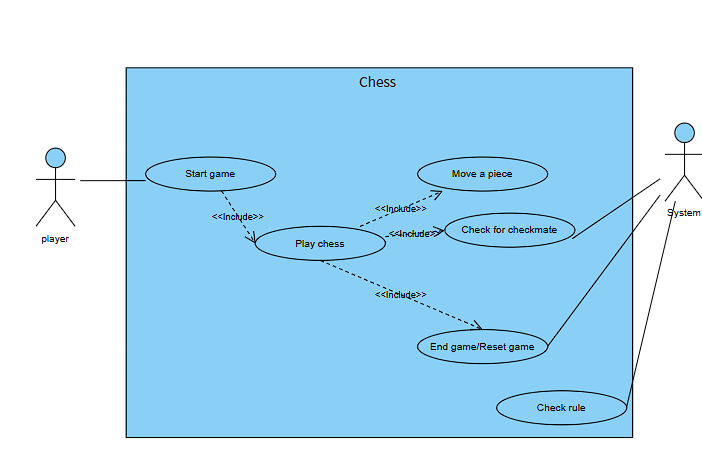 Chess
Start game
Move a piece
<<Include>>
<<Include>>
player
System
Play chess
<<Include>>
Check for checkmate
<<Include>>
End game/Reset game
Check rule